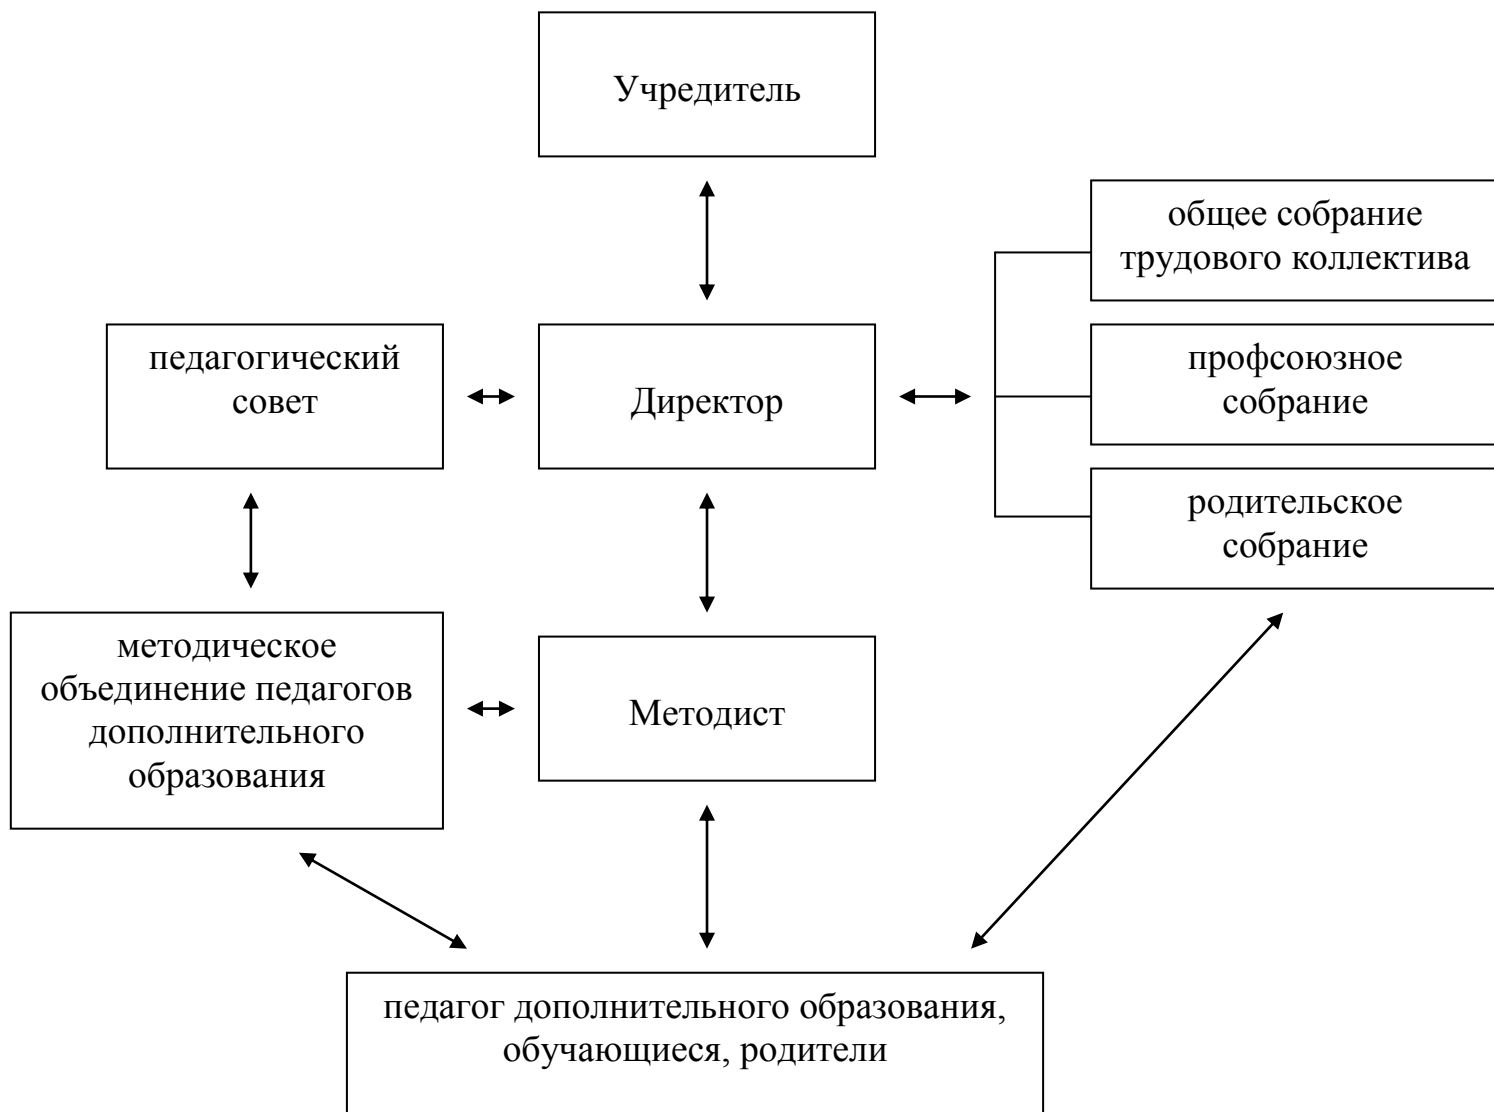 Учредитель
общее собрание
трудового коллектива
педагогический
совет
Директор
профсоюзное
собрание
родительское
собрание
методическое
объединение педагогов
дополнительного
образования
Методист
педагог дополнительного образования,
обучающиеся, родители